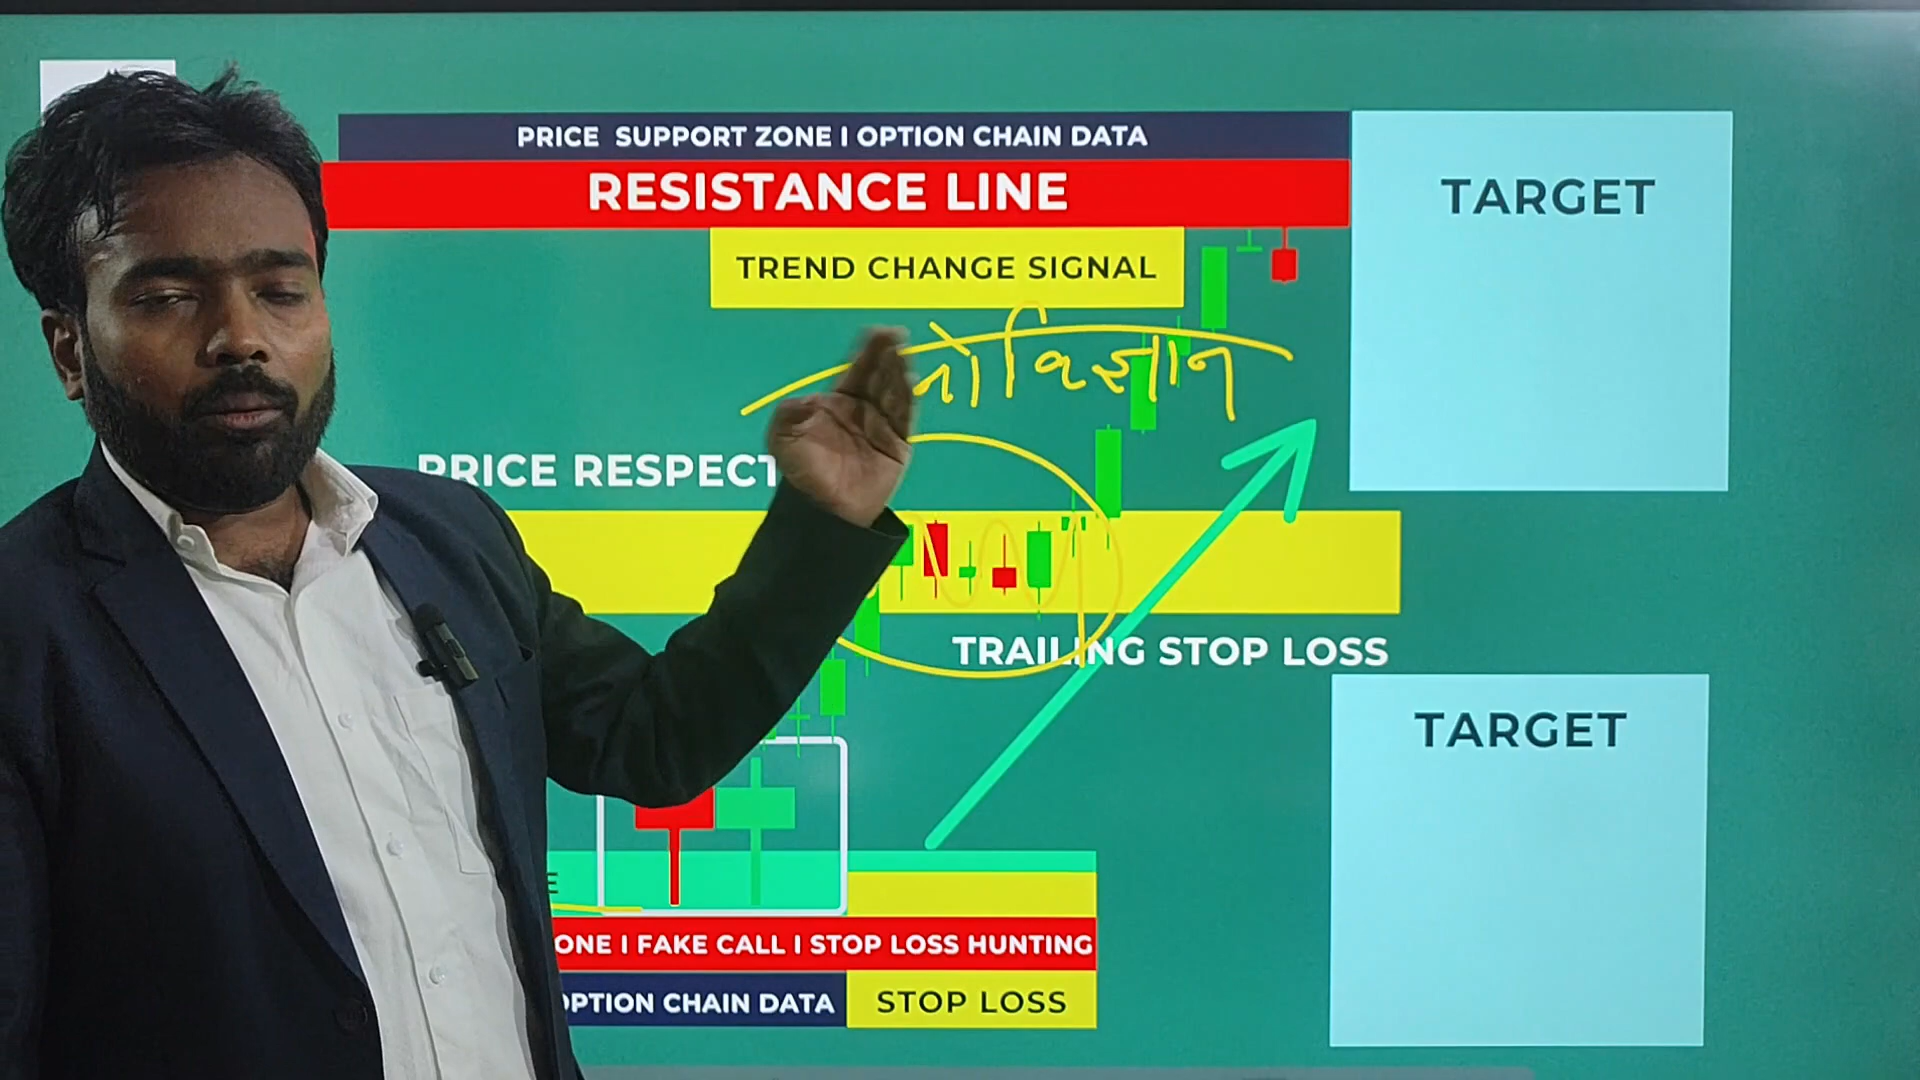 PRICE SUPPORT ZONE I OPTION CHAIN DATA
RESISTANCE LINE
TARGET
TREND CHANGE SIGNAL
नोविज्ञान
PRICE RESPECT
TRAILING STOP LOSS
TARGET
E
ONE I FAKE CALL I STOP LOSS HUNTING
OPTION CHAIN DATA
STOP LOSS